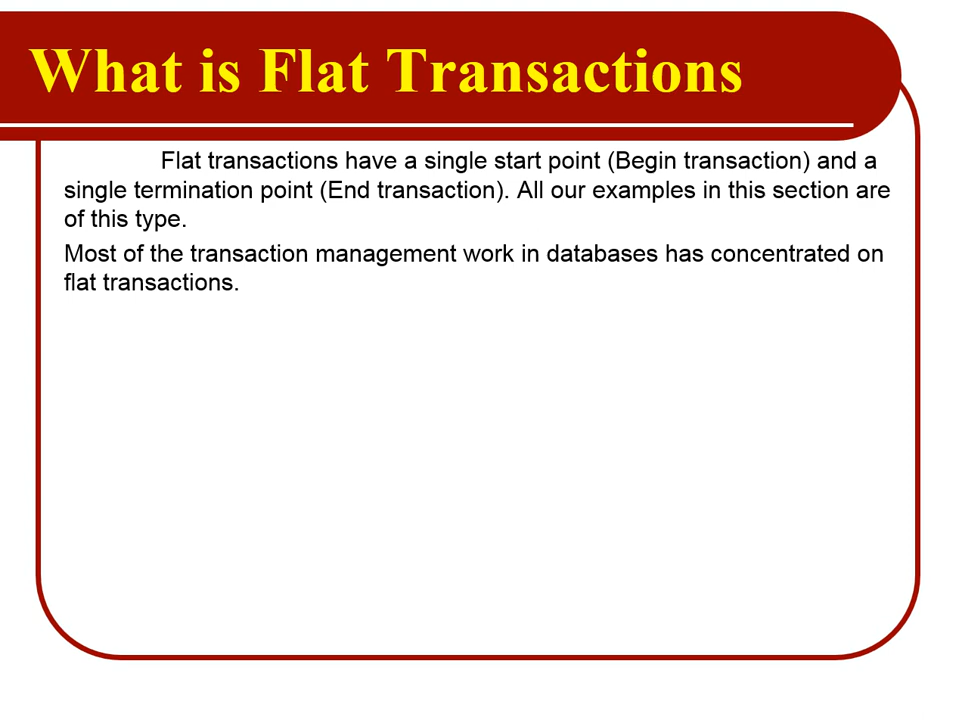 What is Flat Transactions
Flat transactions have a single start point (Begin transaction) and a
single termination point (End transaction). All our examples in this section are
of this type.
Most of the transaction management work in databases has concentrated on
flat transactions.